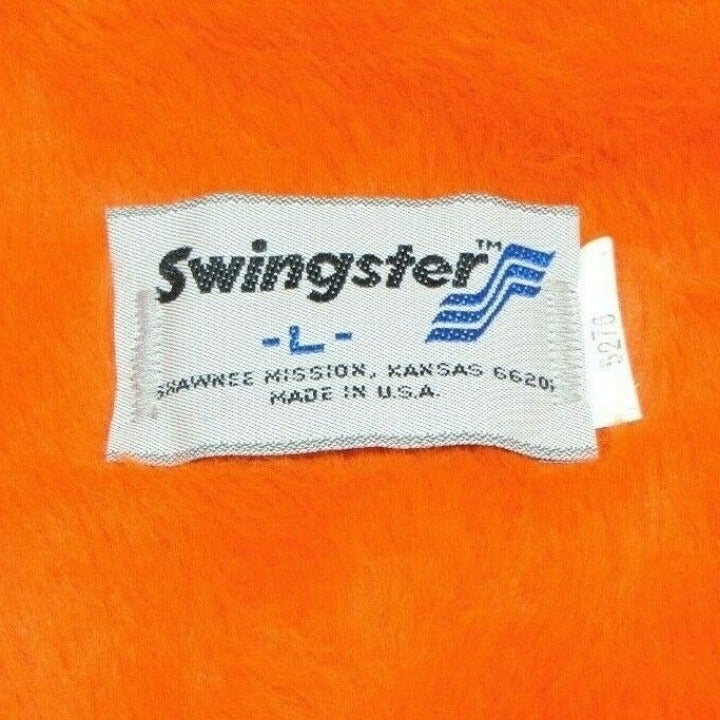 Swingster™
- L -
SHAWNEE MISSION, KANSAS 6620
MADE IN U.S.A.